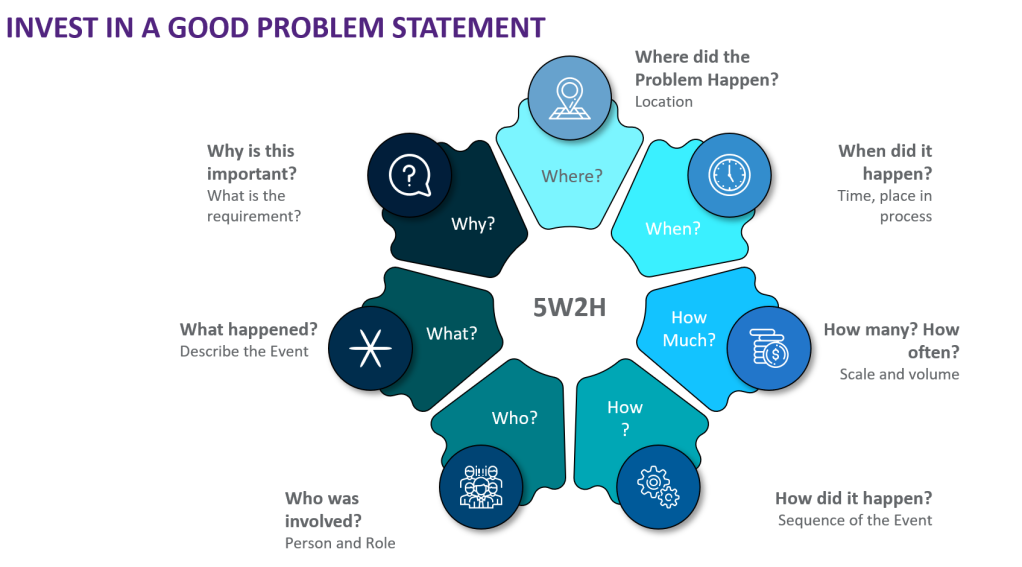 INVEST IN A GOOD PROBLEM STATEMENT
Where did the
Problem Happen?
Location
Where?
When did it
happen?
Time, place in
process
When?
How
Much?
How many? How
often?
Scale and volume
How
?
How did it happen?
Sequence of the Event
Who?
Who was
involved?
Person and Role
What?
What happened?
Describe the Event
Why?
Why is this
important?
What is the
requirement?
5W2H